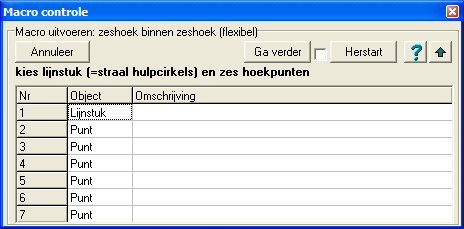 Macro controle
Macro uitvoeren: zeshoek binnen zeshoek (flexibel)
Annuleer Ga verder Herstart ?
kies lijnstuk (=straal hulpcirkels) en zes hoekpunten
Nr Object Omschrijving
1 Lijnstuk
2 Punt
3 Punt
4 Punt
5 Punt
6 Punt
7 Punt